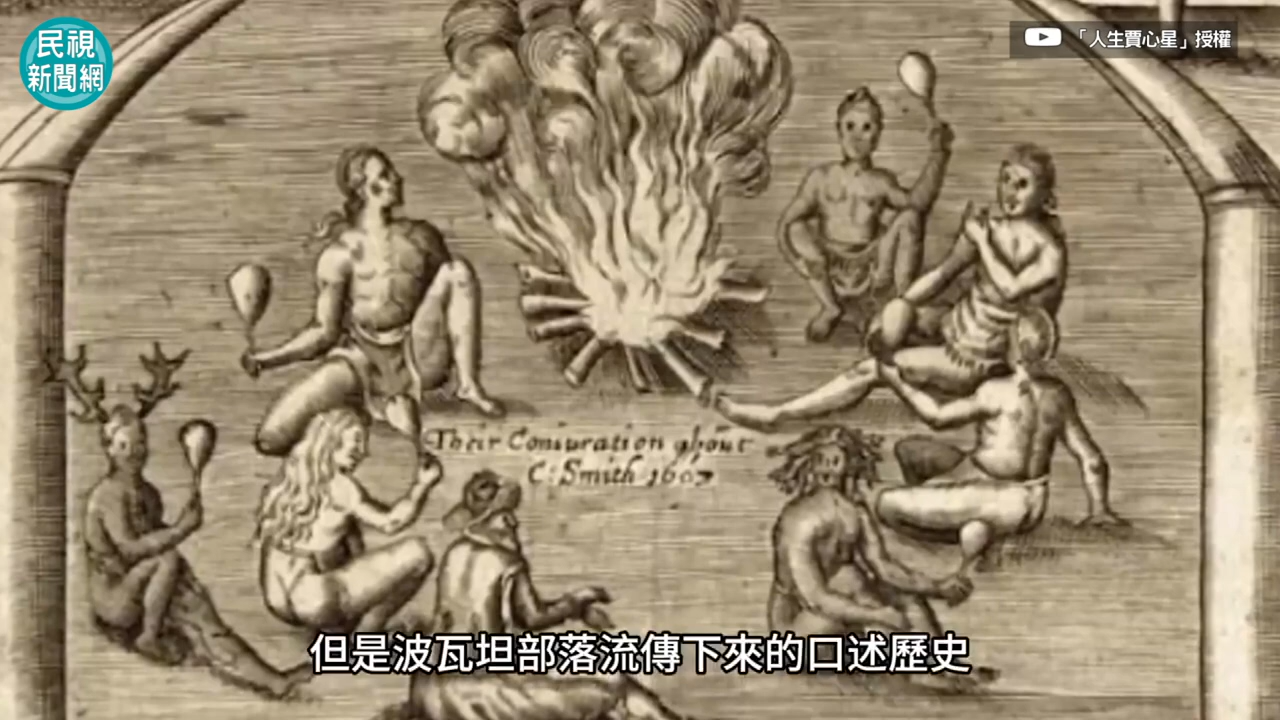 民視
新聞網
「人生賈心星」授權
Their Coniuration about
C: Smith 1607
但是波瓦坦部落流傳下來的口述歷史